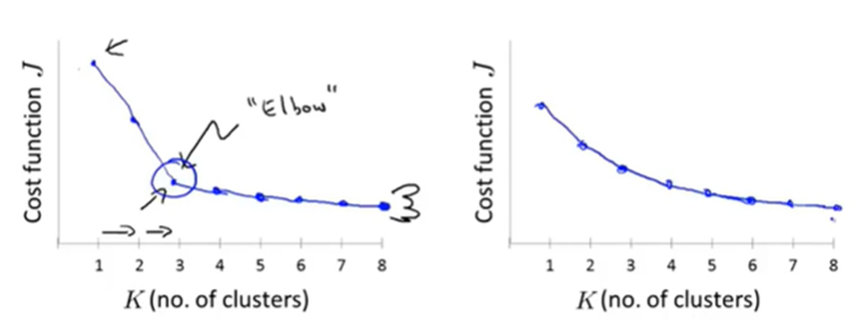 "Elbow"
Cost function J
1 2 3 4 5 6 7 8
K (no. of clusters)
Cost function J
1 2 3 4 5 6 7 8
K (no. of clusters)